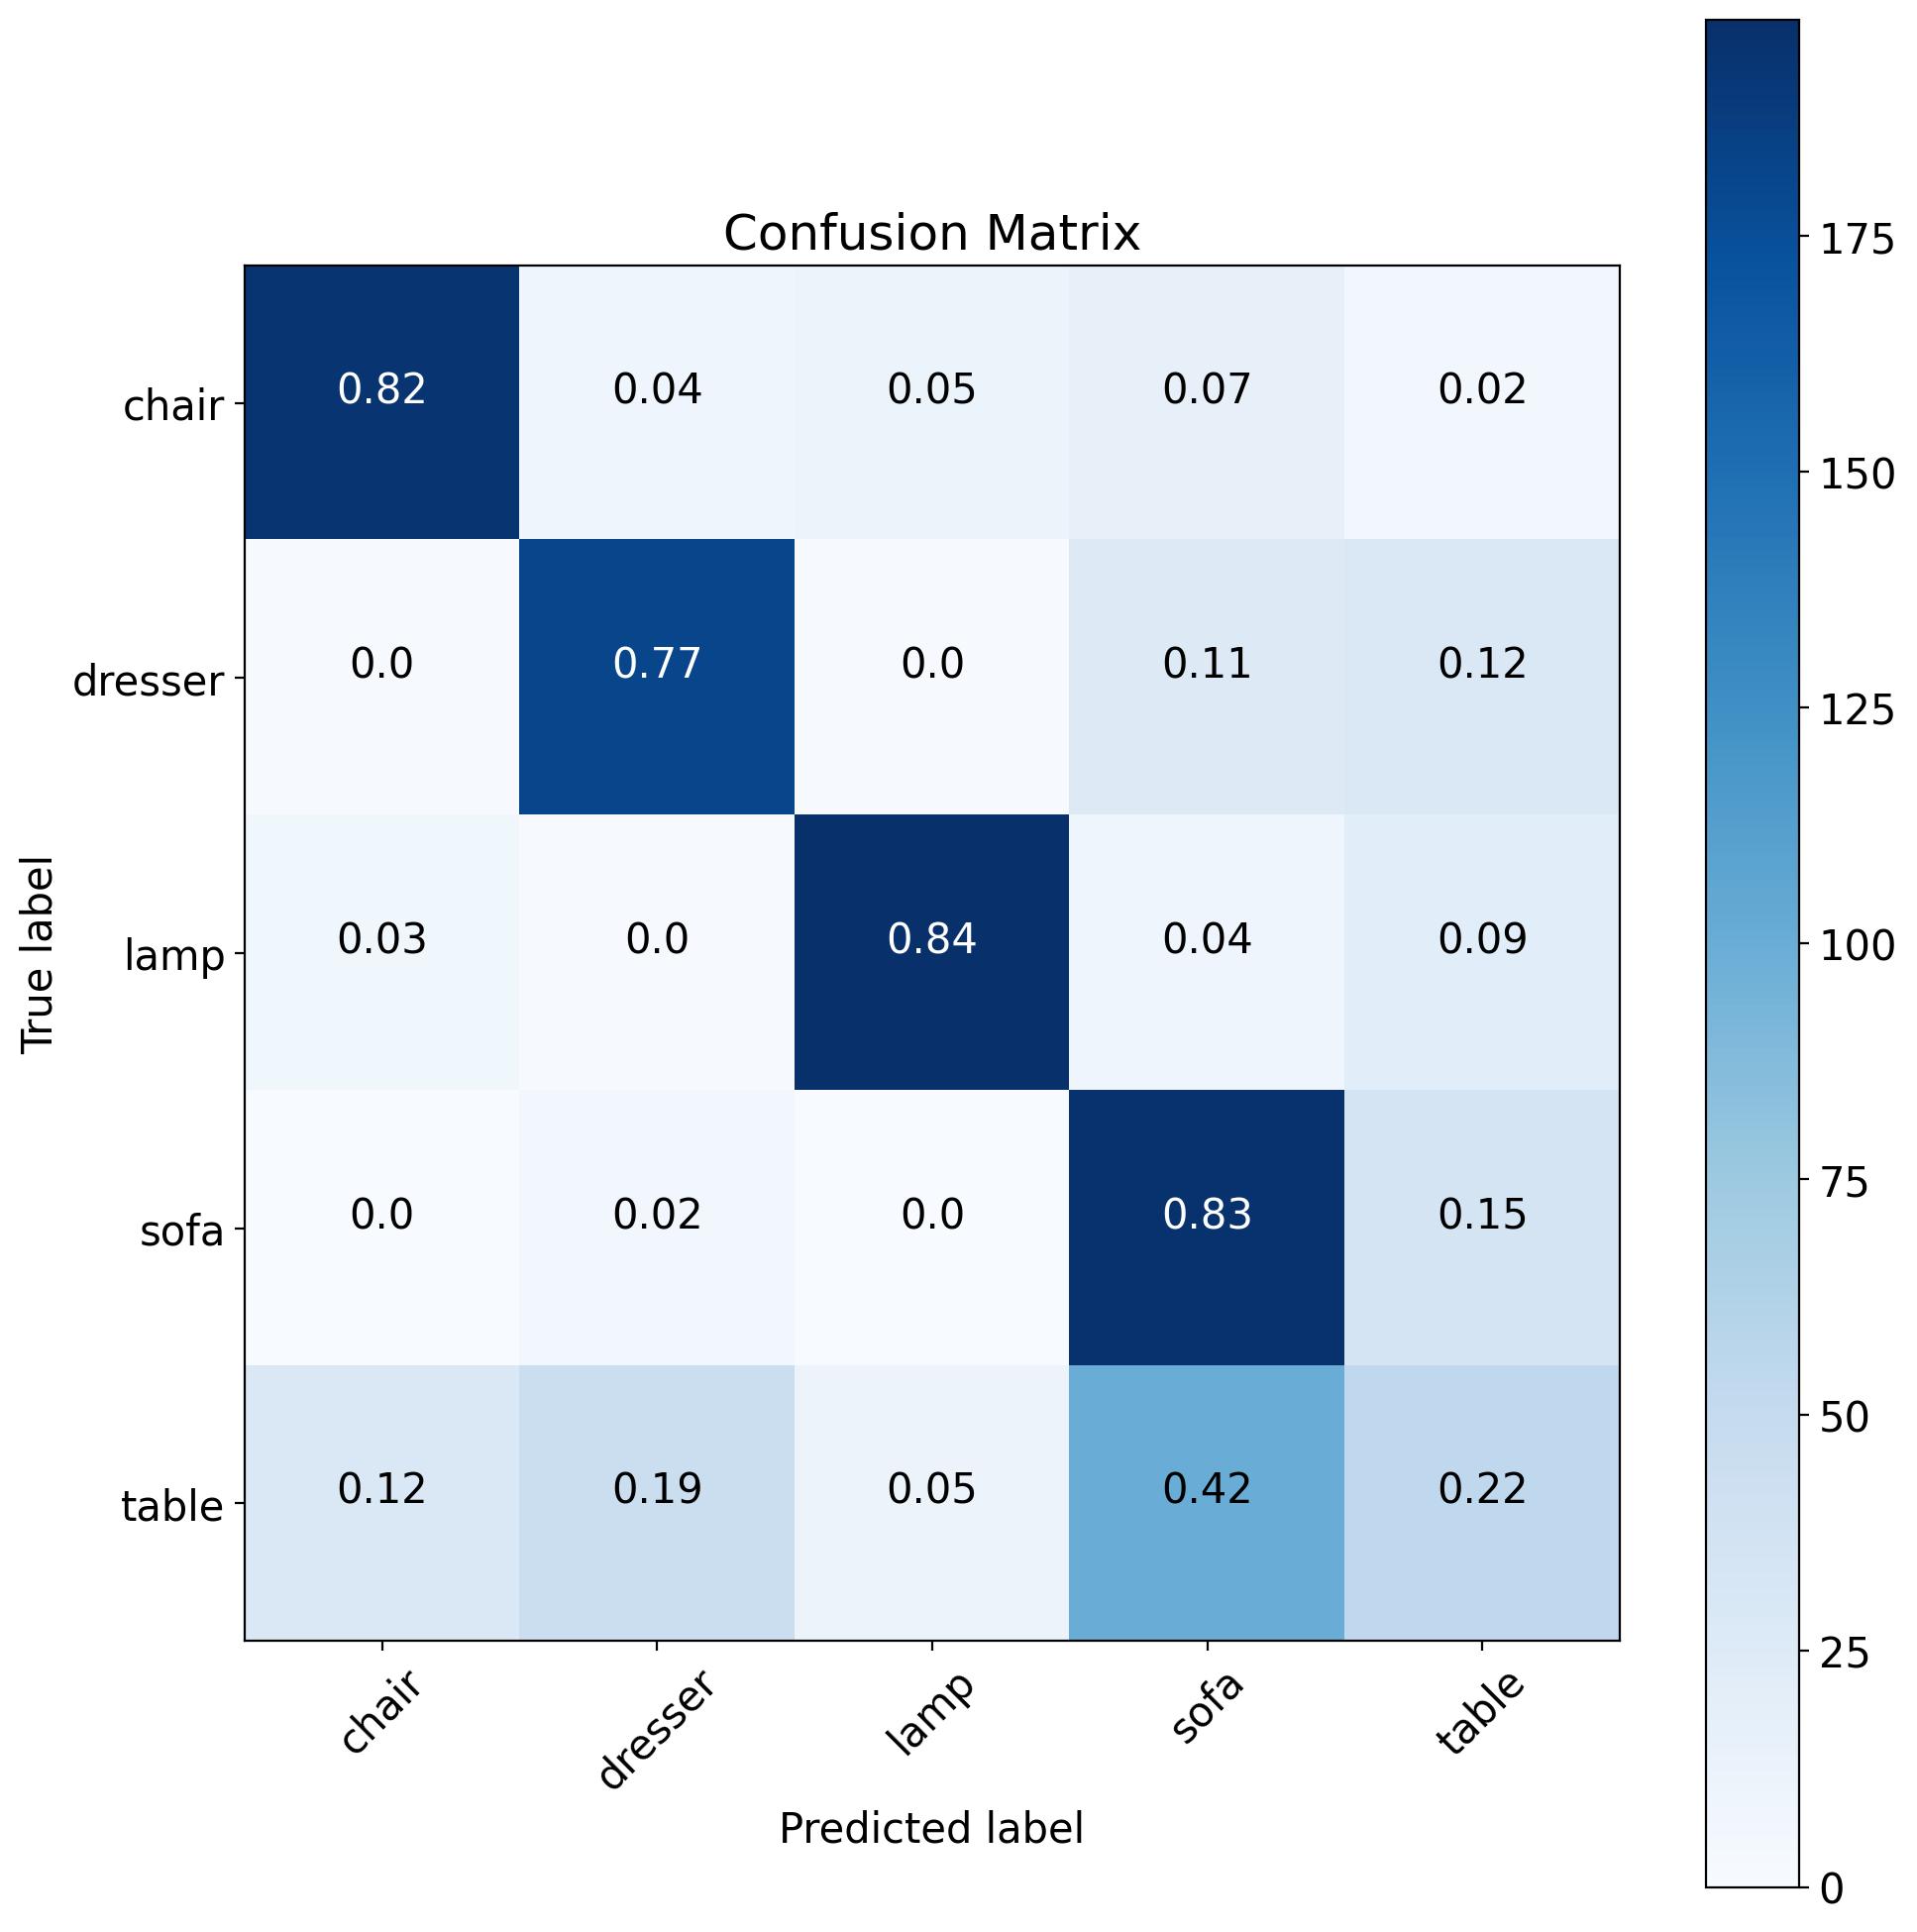 Confusion Matrix
chair 0.82 0.04 0.05 0.07 0.02
dresser 0.0 0.77 0.0 0.11 0.12
lamp 0.03 0.0 0.84 0.04 0.09
sofa 0.0 0.02 0.0 0.83 0.15
table 0.12 0.19 0.05 0.42 0.22
True label
chair dresser lamp sofa table
Predicted label
175
150
125
100
75
50
25
0